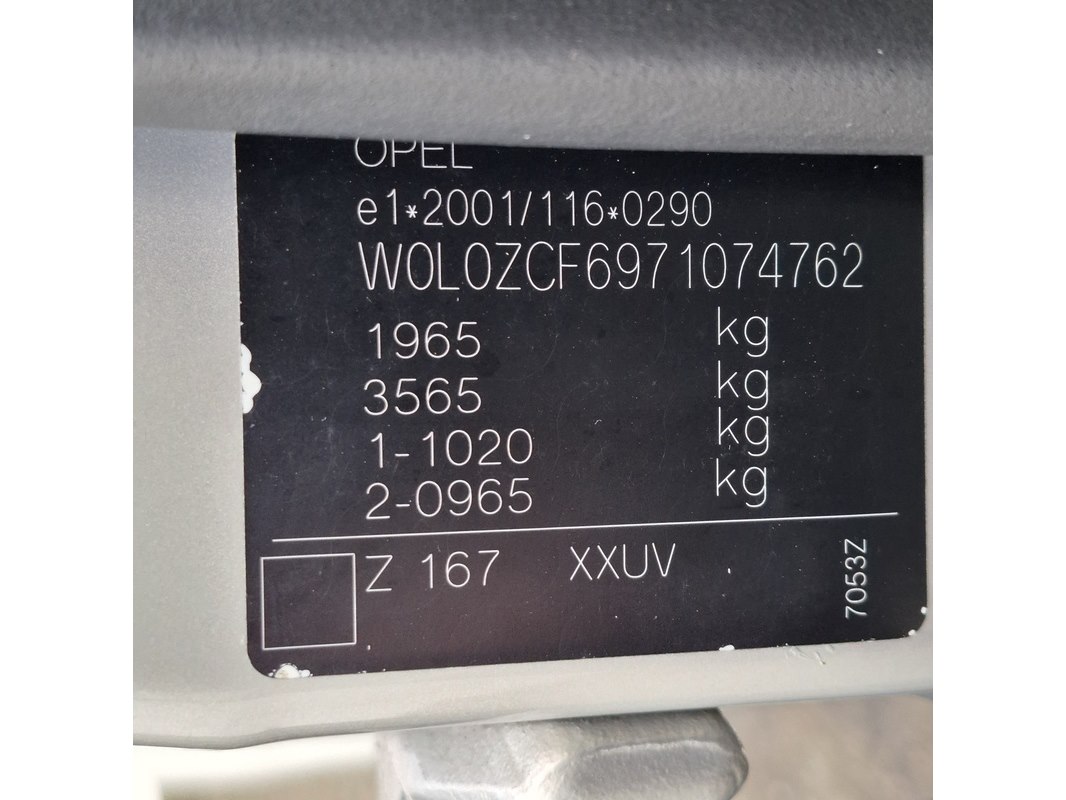 OPEL
e1*2001/116*0290
W0L0ZCF6971074762
1965 kg
3565 kg
1-1020 kg
2-0965 kg
Z 167 XXUV
7053Z